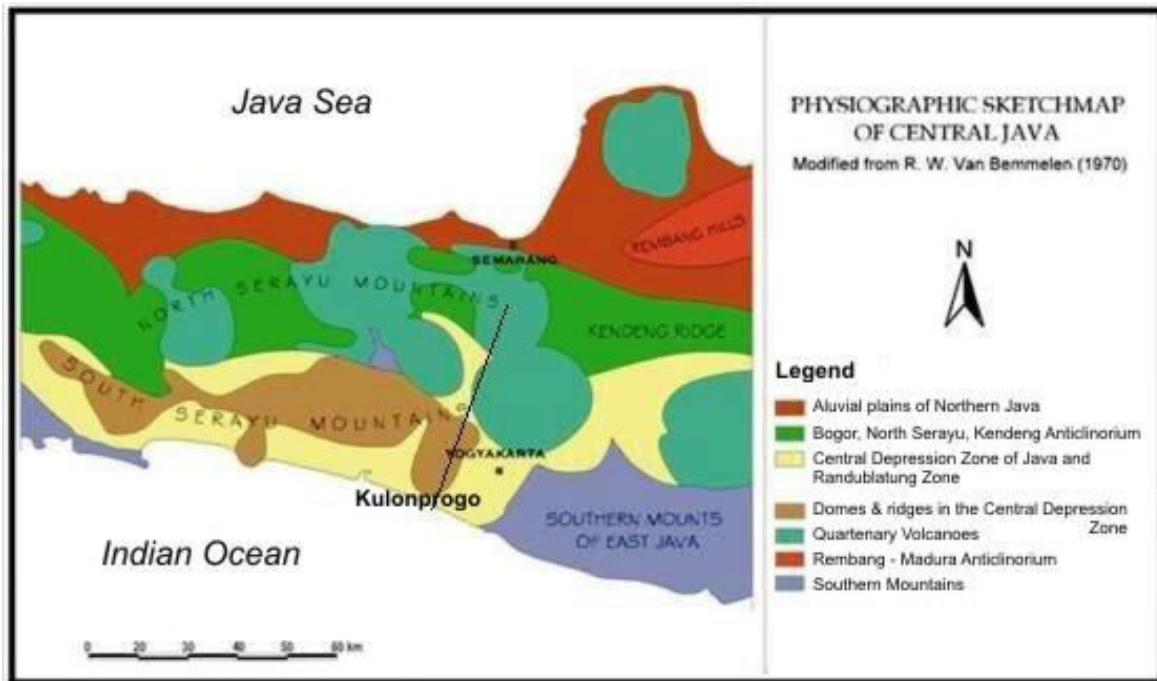 Java Sea
PHYSIOGRAPHIC SKETCHMAP
OF CENTRAL JAVA
Modified from R. W. Van Bemmelen (1970)
N
REMBANG HILLS
SEMARANG
NORTH SERAYU MOUNTAINS
KENDENG RIDGE
SOUTH SERAYU MOUNTAINS
YOGYAKARTA
Kulonprogo
SOUTHERN MOUNTS
OF EAST JAVA
Indian Ocean
0 20 30 40 50 60 km
Legend
Aluvial plains of Northern Java
Bogor, North Serayu, Kendeng Anticlinorium
Central Depression Zone of Java and
Randublatung Zone
Domes & ridges in the Central Depression
Zone
Quartenary Volcanoes
Rembang - Madura Anticlinorium
Southern Mountains